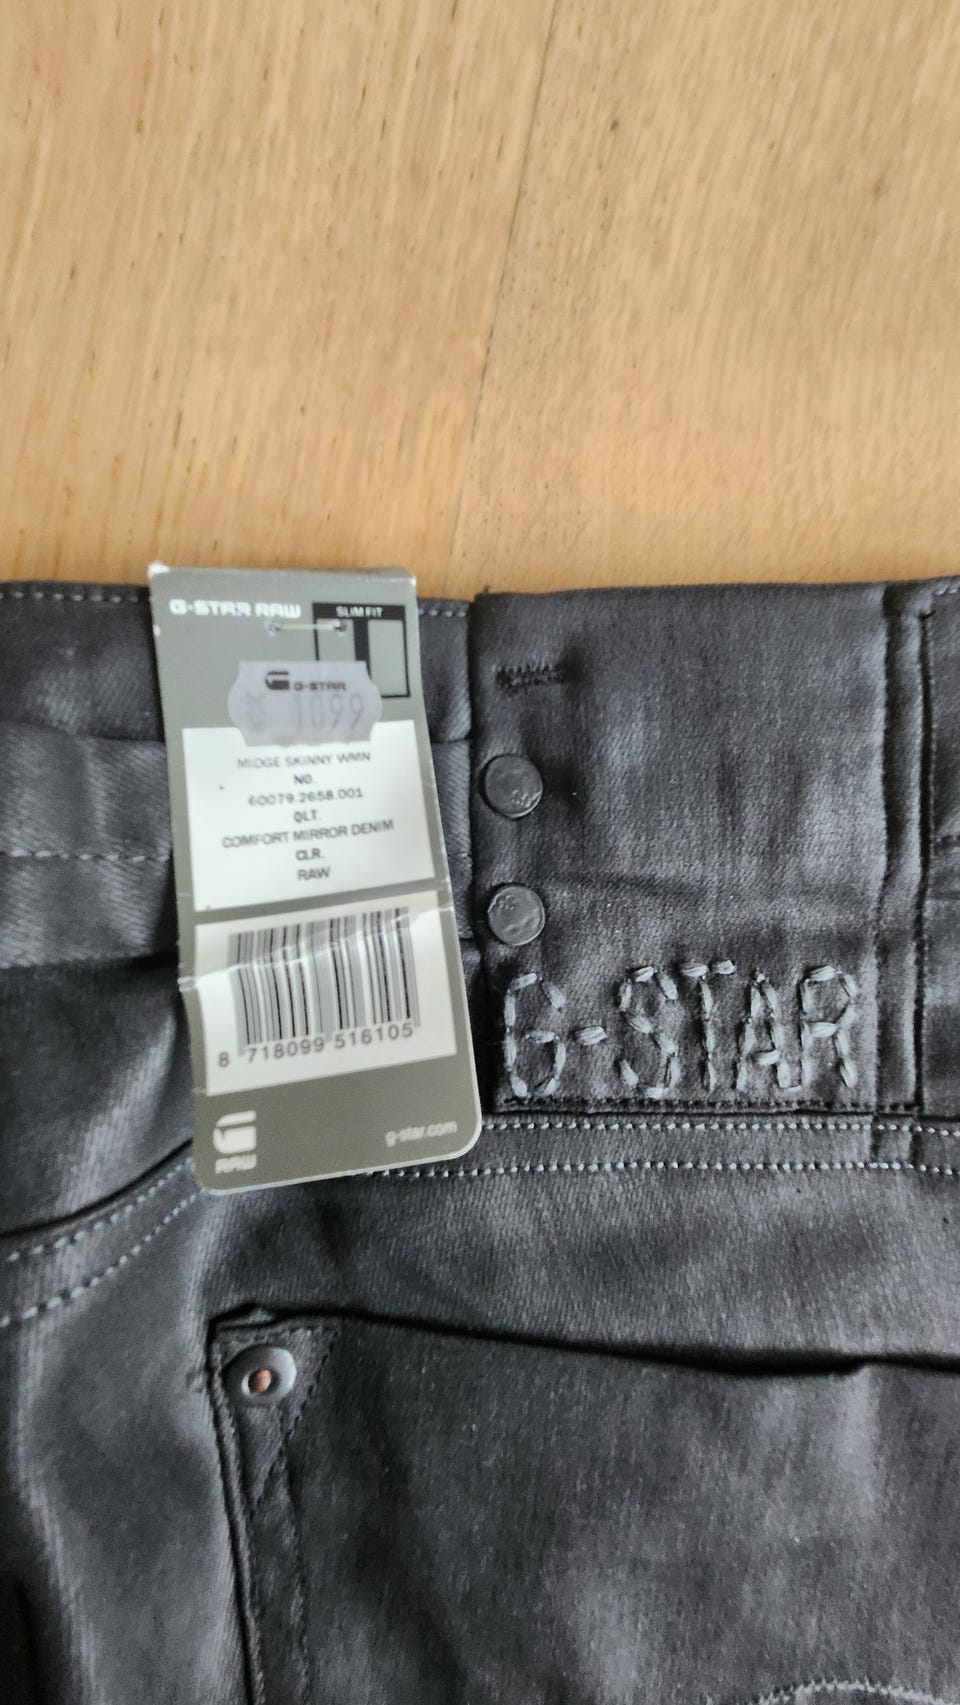 G-STAR RAW
SLIM FIT
G-STAR
1099
MIDGE SKINNY WMN
NO.
60079.2658.001
QLT.
COMFORT MIRROR DENIM
CLR.
RAW
8 718099 516105
RAW
g-star.com
G-STAR